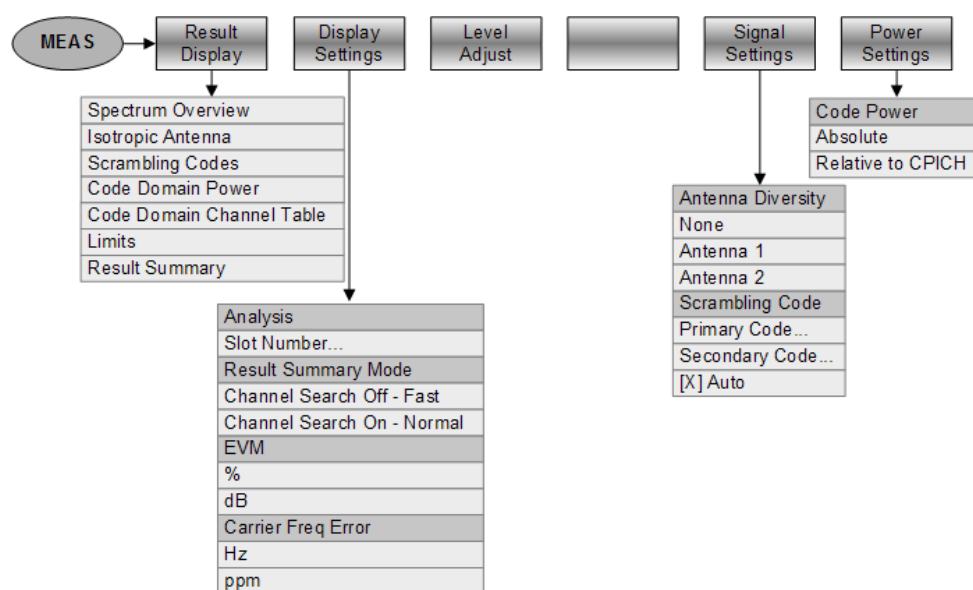 MEAS
Result
Display
Display
Settings
Level
Adjust
Signal
Settings
Power
Settings
Spectrum Overview
Isotropic Antenna
Scrambling Codes
Code Domain Power
Code Domain Channel Table
Limits
Result Summary
Analysis
Slot Number...
Result Summary Mode
Channel Search Off - Fast
Channel Search On - Normal
EVM
%
dB
Carrier Freq Error
Hz
ppm
Antenna Diversity
None
Antenna 1
Antenna 2
Scrambling Code
Primary Code...
Secondary Code...
[X] Auto
Code Power
Absolute
Relative to CPICH